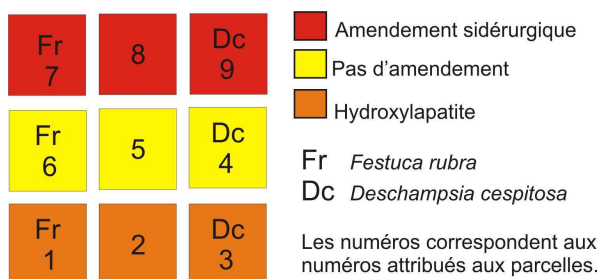 Fr
7
8
Dc
9
Fr
6
5
Dc
4
Fr
1
2
Dc
3
Amendement sidérurgique
Pas d'amendement
Hydroxylapatite
Fr Festuca rubra
Dc Deschampsia cespitosa
Les numéros correspondent aux
numéros attribués aux parcelles.